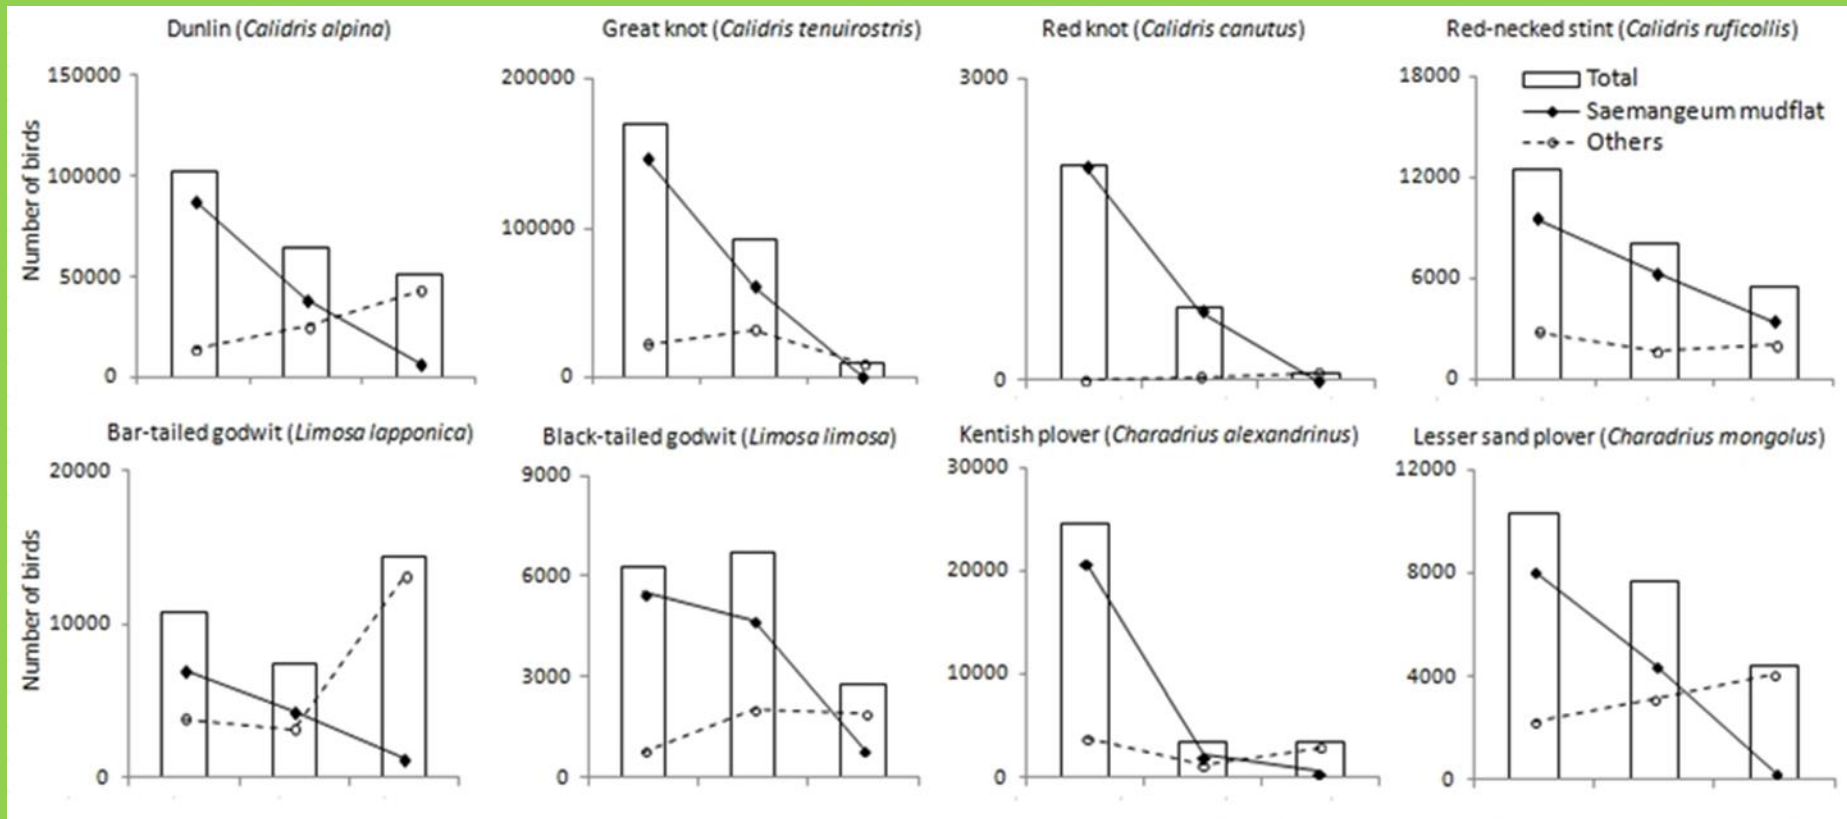 Dunlin (Calidris alpina)
150000
100000
50000
0
Number of birds
Great knot (Calidris tenuirostris)
200000
100000
0
Red knot (Calidris canutus)
3000
0
Red-necked stint (Calidris ruficollis)
18000
12000
6000
0
Total
Saemangeum mudflat
Others
Bar-tailed godwit (Limosa lapponica)
20000
10000
0
Number of birds
Black-tailed godwit (Limosa limosa)
9000
6000
3000
0
Kentish plover (Charadrius alexandrinus)
30000
20000
10000
0
Lesser sand plover (Charadrius mongolus)
12000
8000
4000
0